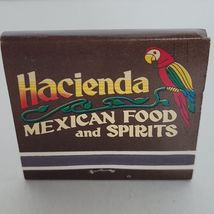 Hacienda
MEXICAN FOOD
and SPIRITS